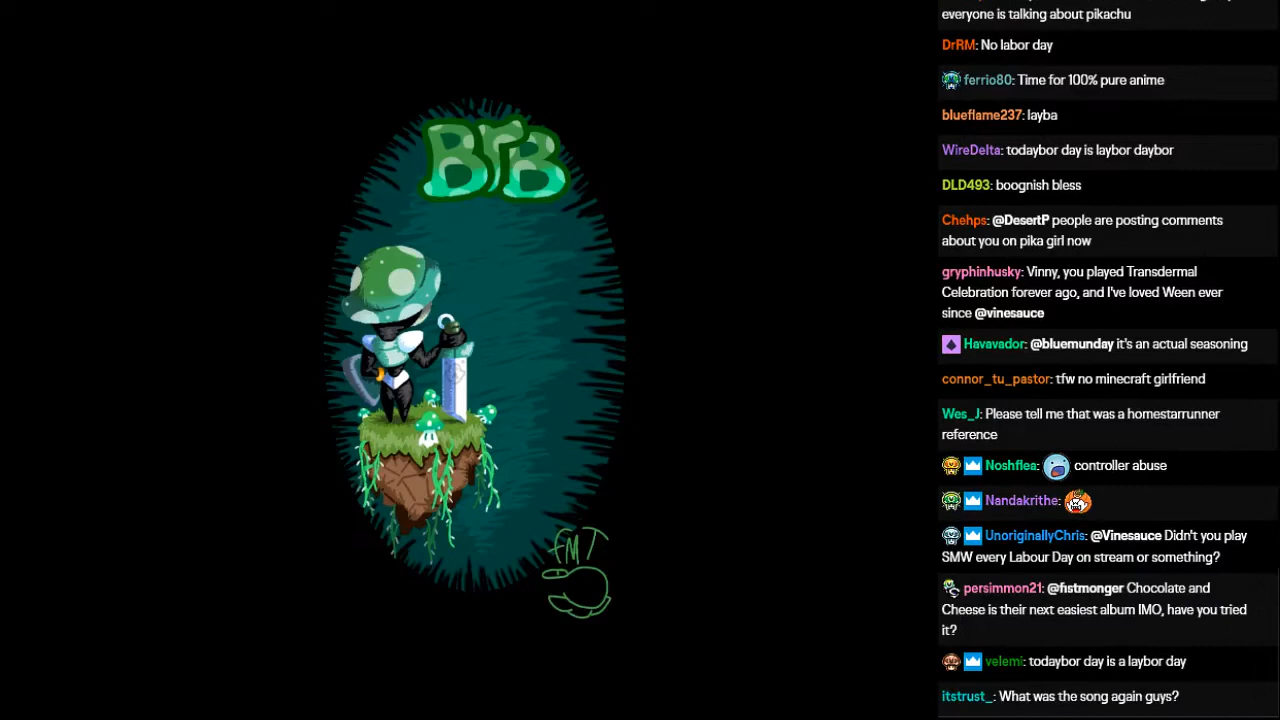 BrB
FMT
everyone is talking about pikachu
DrRM: No labor day
ferrio80: Time for 100% pure anime
blueflame237: layba
WireDelta: todaybor day is laybor daybor
DLD493: boognish bless
Chehps: @DesertP people are posting comments
about you on pika girl now
gryphinhusky: Vinny, you played Transdermal
Celebration forever ago, and I've loved Ween ever
since @vinesauce
Havavador: @bluemunday it's an actual seasoning
connor_tu_pastor: tfw no minecraft girlfriend
Wes_J: Please tell me that was a homestarrunner
reference
Noshflea: controller abuse
Nandakrithe:
UnoriginallyChris: @Vinesauce Didn't you play
SMW every Labour Day on stream or something?
persimmon21: @fistmonger Chocolate and
Cheese is their next easiest album IMO, have you tried
it?
velemi: todaybor day is a laybor day
itstrust_: What was the song again guys?